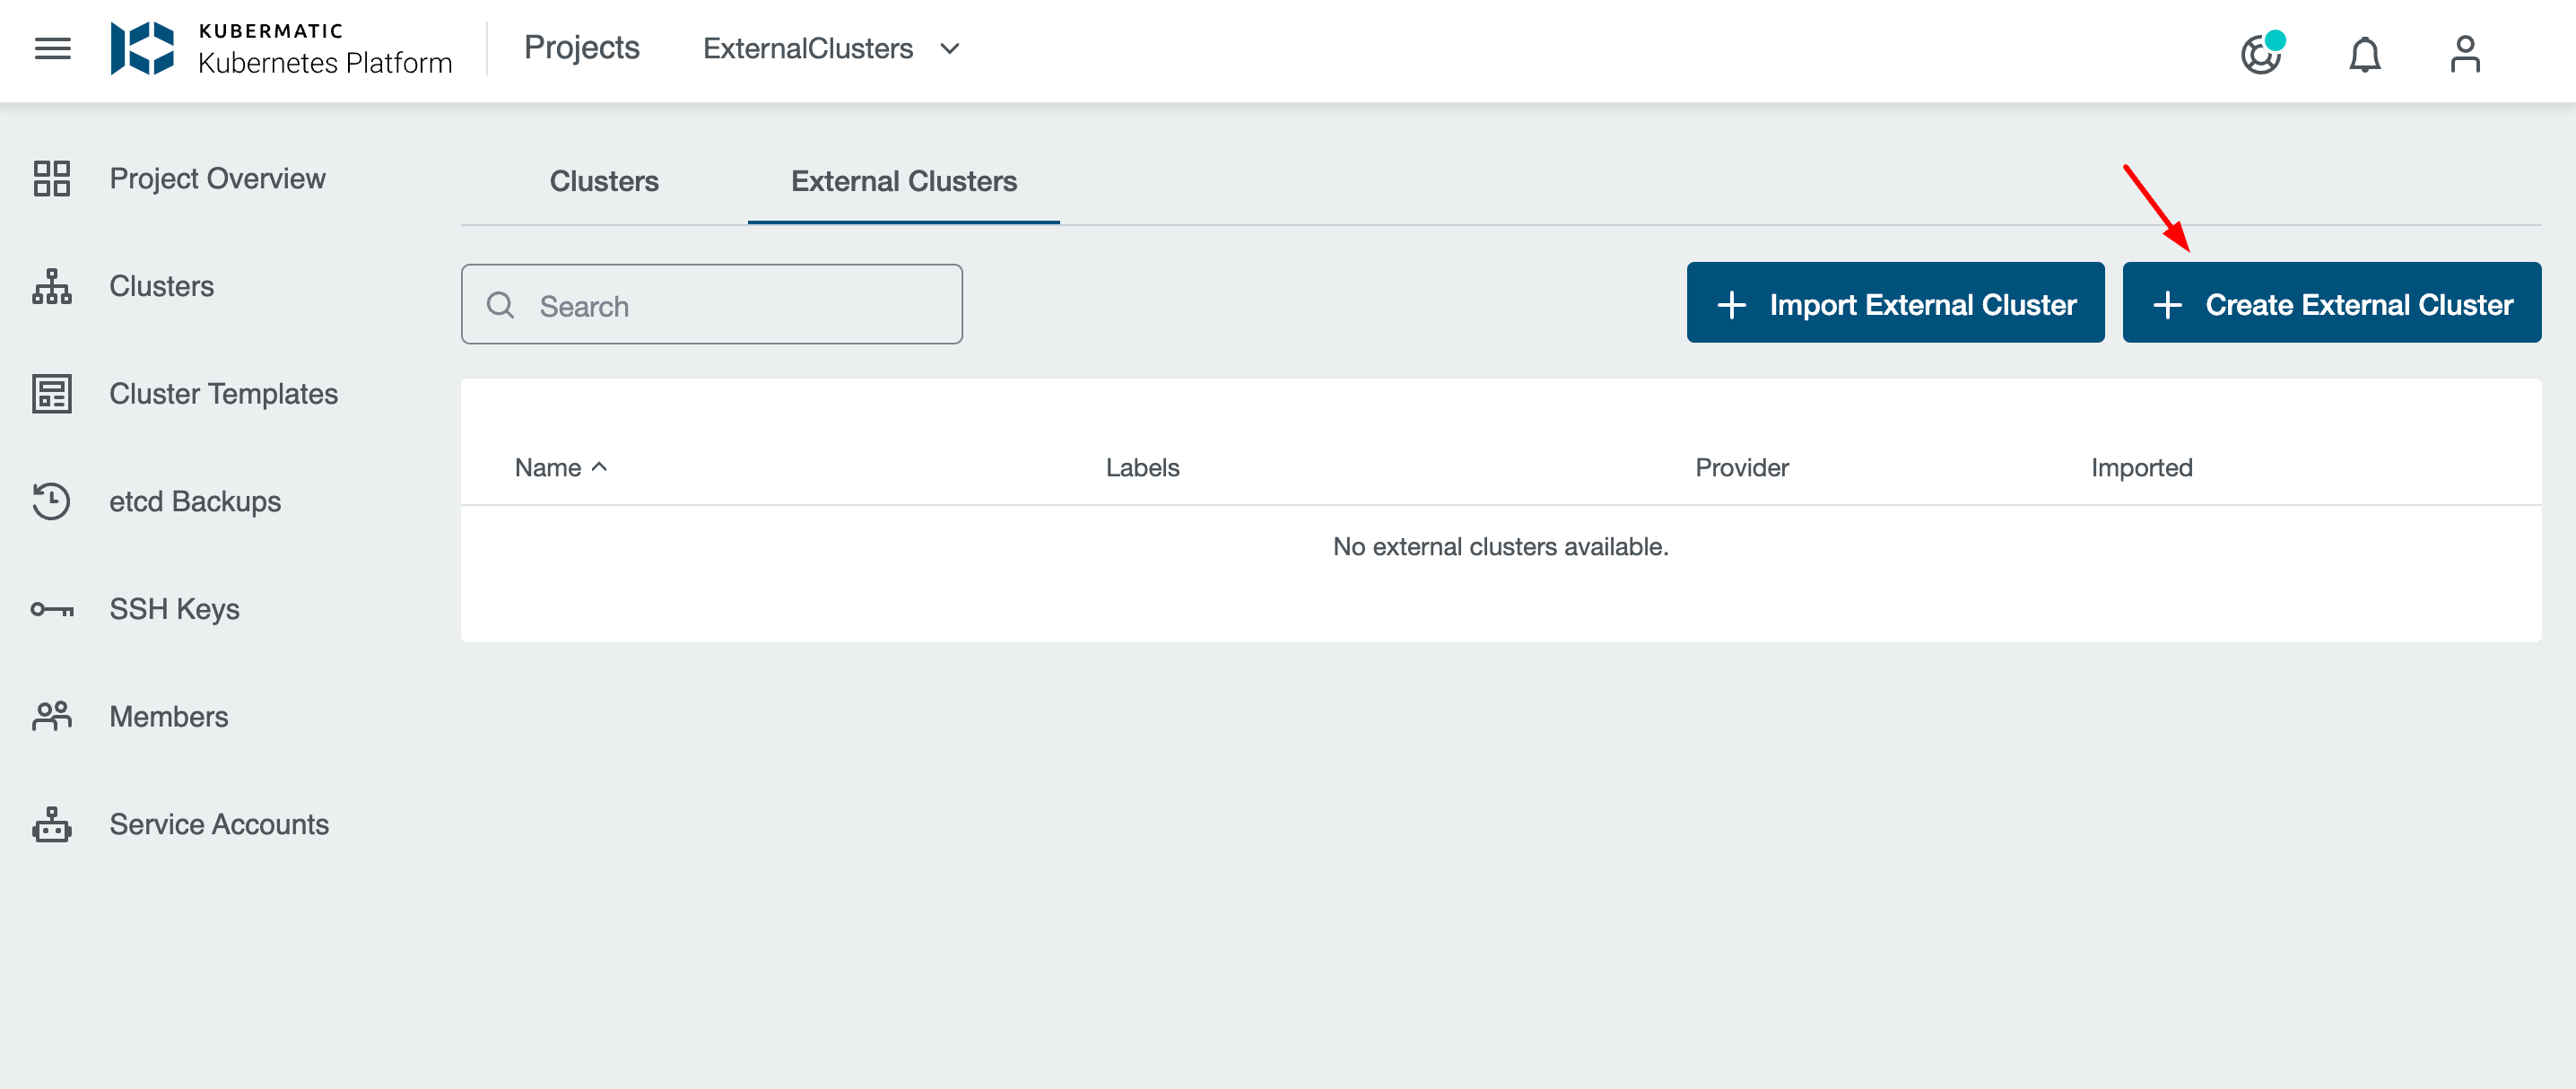 KUBERMATIC
Kubernetes Platform
Projects
ExternalClusters
Project Overview
Clusters
Cluster Templates
etcd Backups
SSH Keys
Members
Service Accounts
Clusters
External Clusters
Search
Import External Cluster
Create External Cluster
Name
Labels
Provider
Imported
No external clusters available.